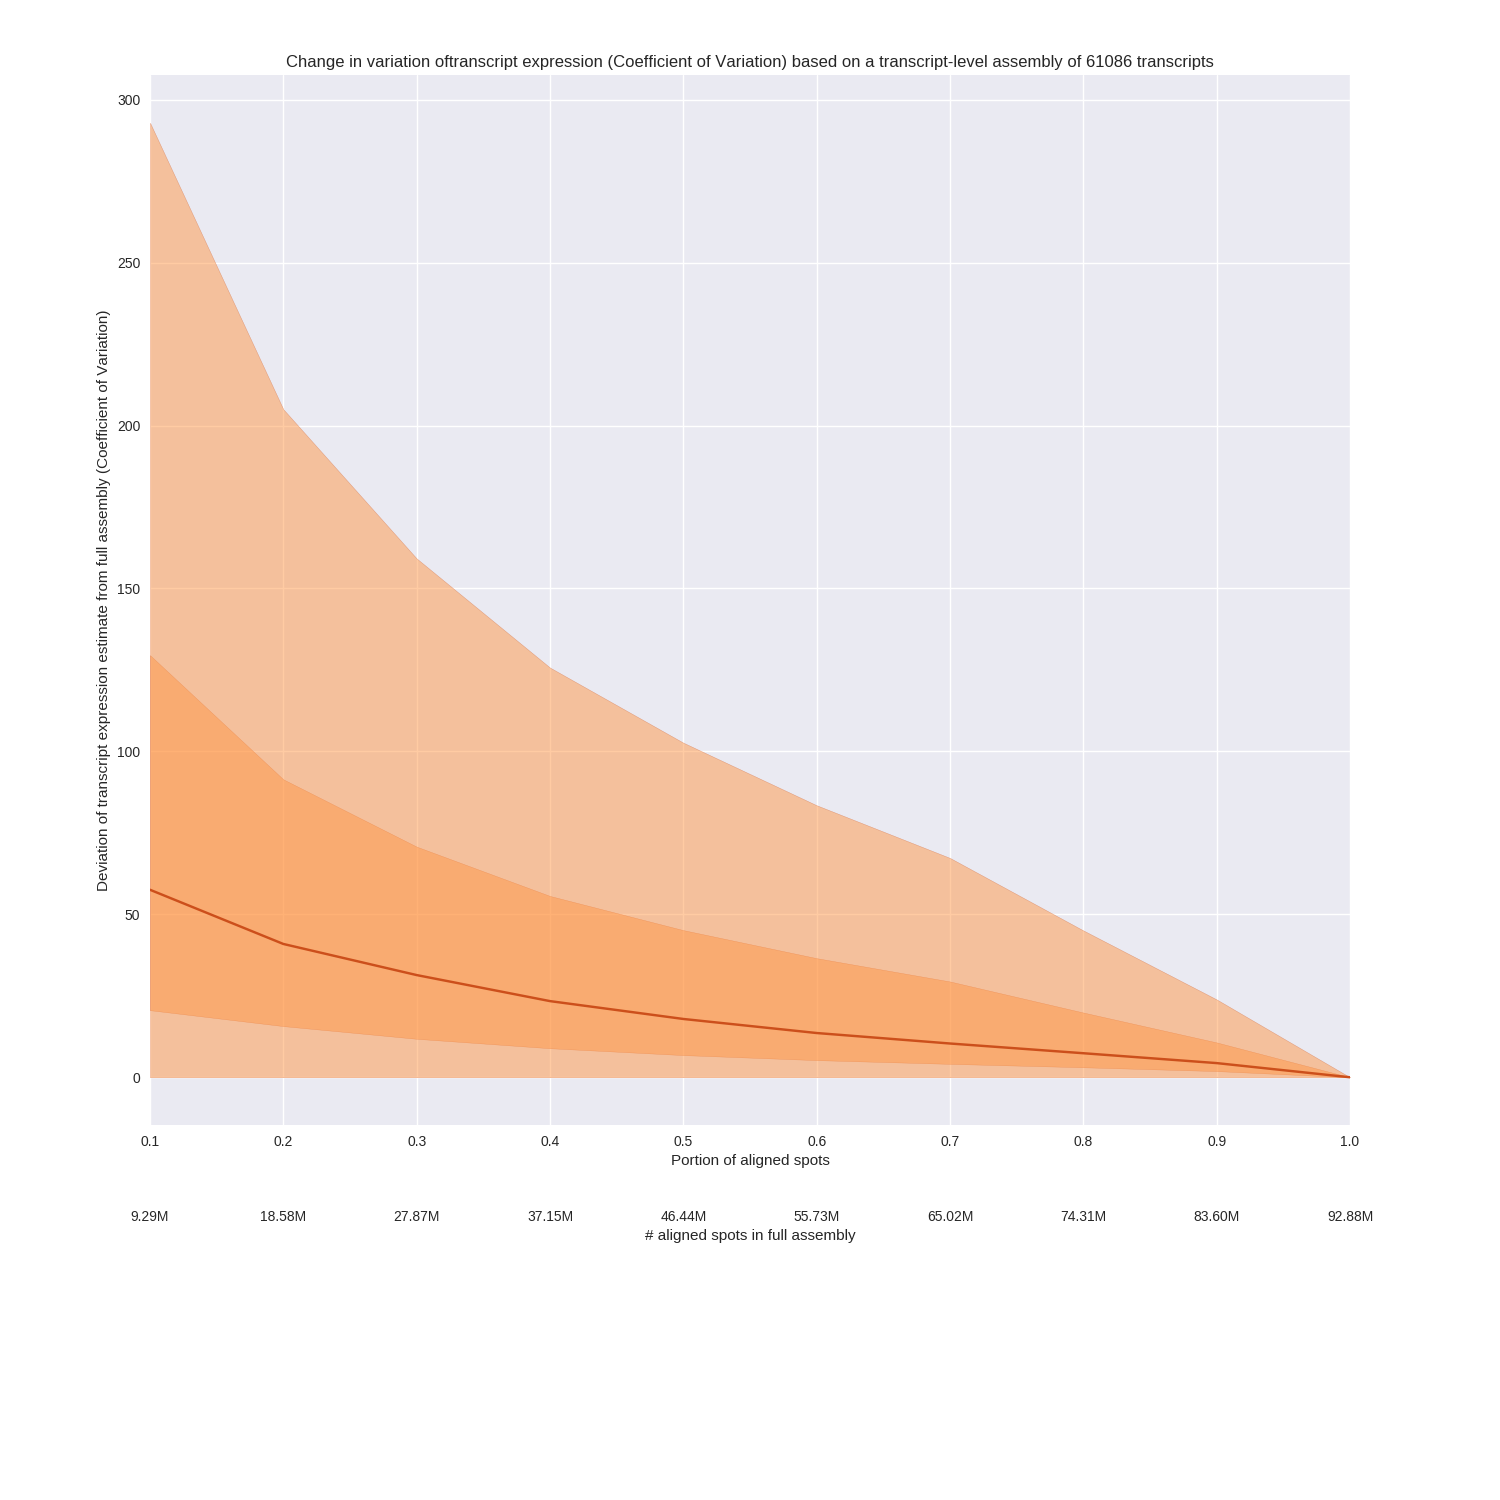 Change in variation oftranscript expression (Coefficient of Variation) based on a transcript-level assembly of 61086 transcripts
Deviation of transcript expression estimate from full assembly (Coefficient of Variation)
300
250
200
150
100
50
0
0.1 0.2 0.3 0.4 0.5 0.6 0.7 0.8 0.9 1.0
Portion of aligned spots
9.29M 18.58M 27.87M 37.15M 46.44M 55.73M 65.02M 74.31M 83.60M 92.88M
# aligned spots in full assembly